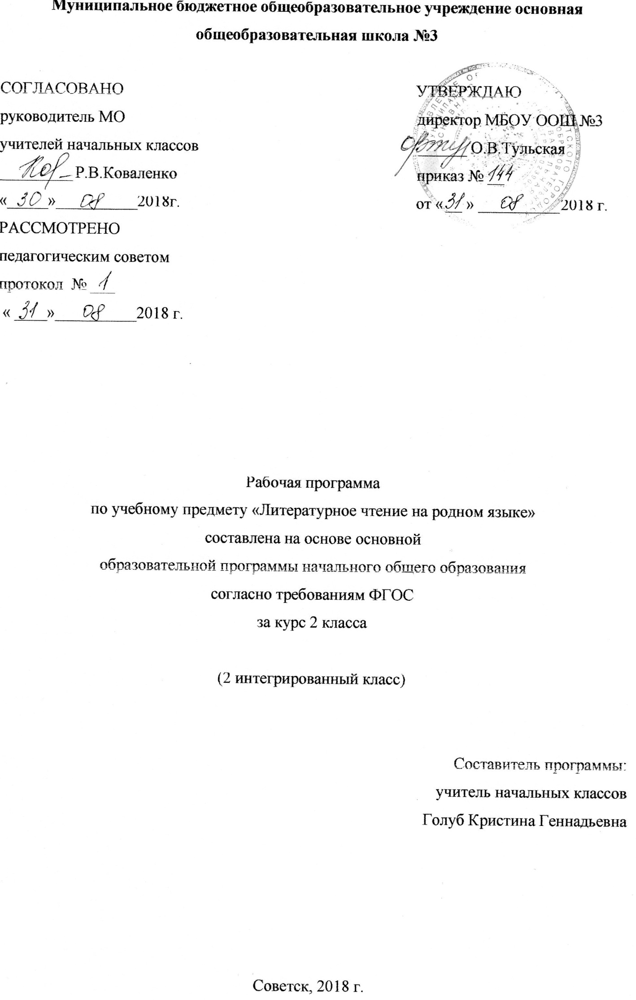 Муниципальное бюджетное общеобразовательное учреждение основная
общеобразовательная школа №3
СОГЛАСОВАНО
руководитель МО
учителей начальных классов
Р.В.Коваленко
«30» 08 2018г.
РАССМОТРЕНО
педагогическим советом
протокол № 1
« 31 » 08 2018 г.
УТВЕРЖДАЮ
директор МБОУ ООШ №3
О.В.Тульская
приказ № 144
от «31 » 08 2018 г.
Рабочая программа
по учебному предмету «Литературное чтение на родном языке»
составлена на основе основной
образовательной программы начального общего образования
согласно требованиям ФГОС
за курс 2 класса
(2 интегрированный класс)
Составитель программы:
учитель начальных классов
Голуб Кристина Геннадьевна
Советск, 2018 г.